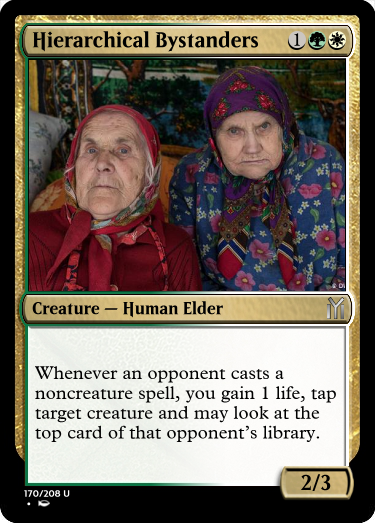 Hierarchical Bystanders 1
Creature — Human Elder
Whenever an opponent casts a
noncreature spell, you gain 1 life, tap
target creature and may look at the
top card of that opponent's library.
2/3
170/208 U